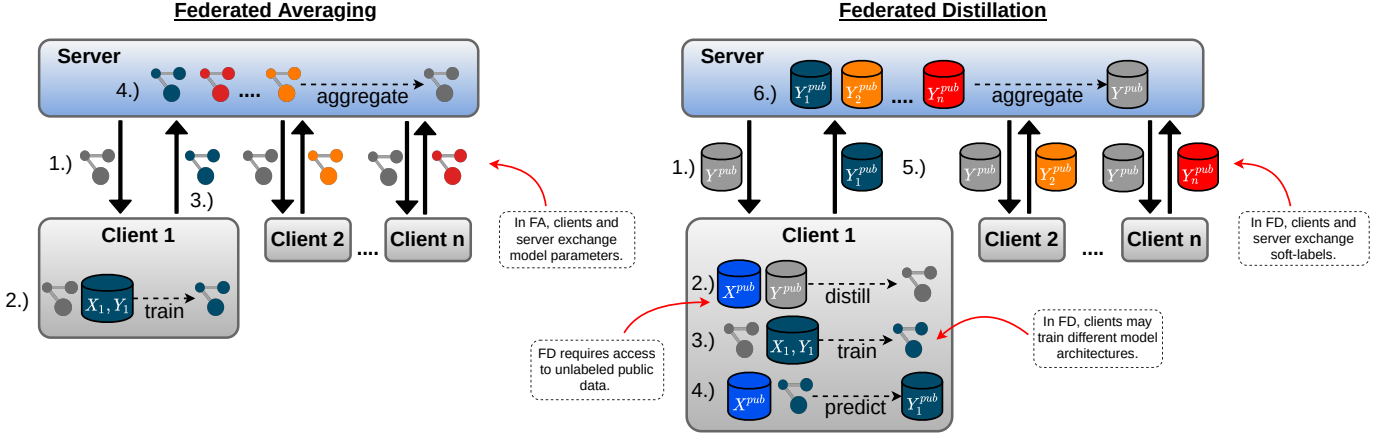 Federated Averaging
Server
4.)
....
aggregate
1.)
3.)
Client 1
Client 2
....
Client n
2.)
X₁, Y₁
train
In FA, clients and
server exchange
model parameters.
Federated Distillation
Server
6.)
Y₁ᵖᵘᵇ
Y₂ᵖᵘᵇ
....
Yₙᵖᵘᵇ
aggregate
Yᵖᵘᵇ
1.)
Yᵖᵘᵇ
Y₁ᵖᵘᵇ
5.)
Yᵖᵘᵇ
Y₂ᵖᵘᵇ
Yᵖᵘᵇ
Yₙᵖᵘᵇ
Client 1
Client 2
....
Client n
In FD, clients and
server exchange
soft-labels.
2.)
Xᵖᵘᵇ
Yᵖᵘᵇ
distill
3.)
X₁, Y₁
train
4.)
Xᵖᵘᵇ
predict
Y₁ᵖᵘᵇ
FD requires access
to unlabeled public
data.
In FD, clients may
train different model
architectures.